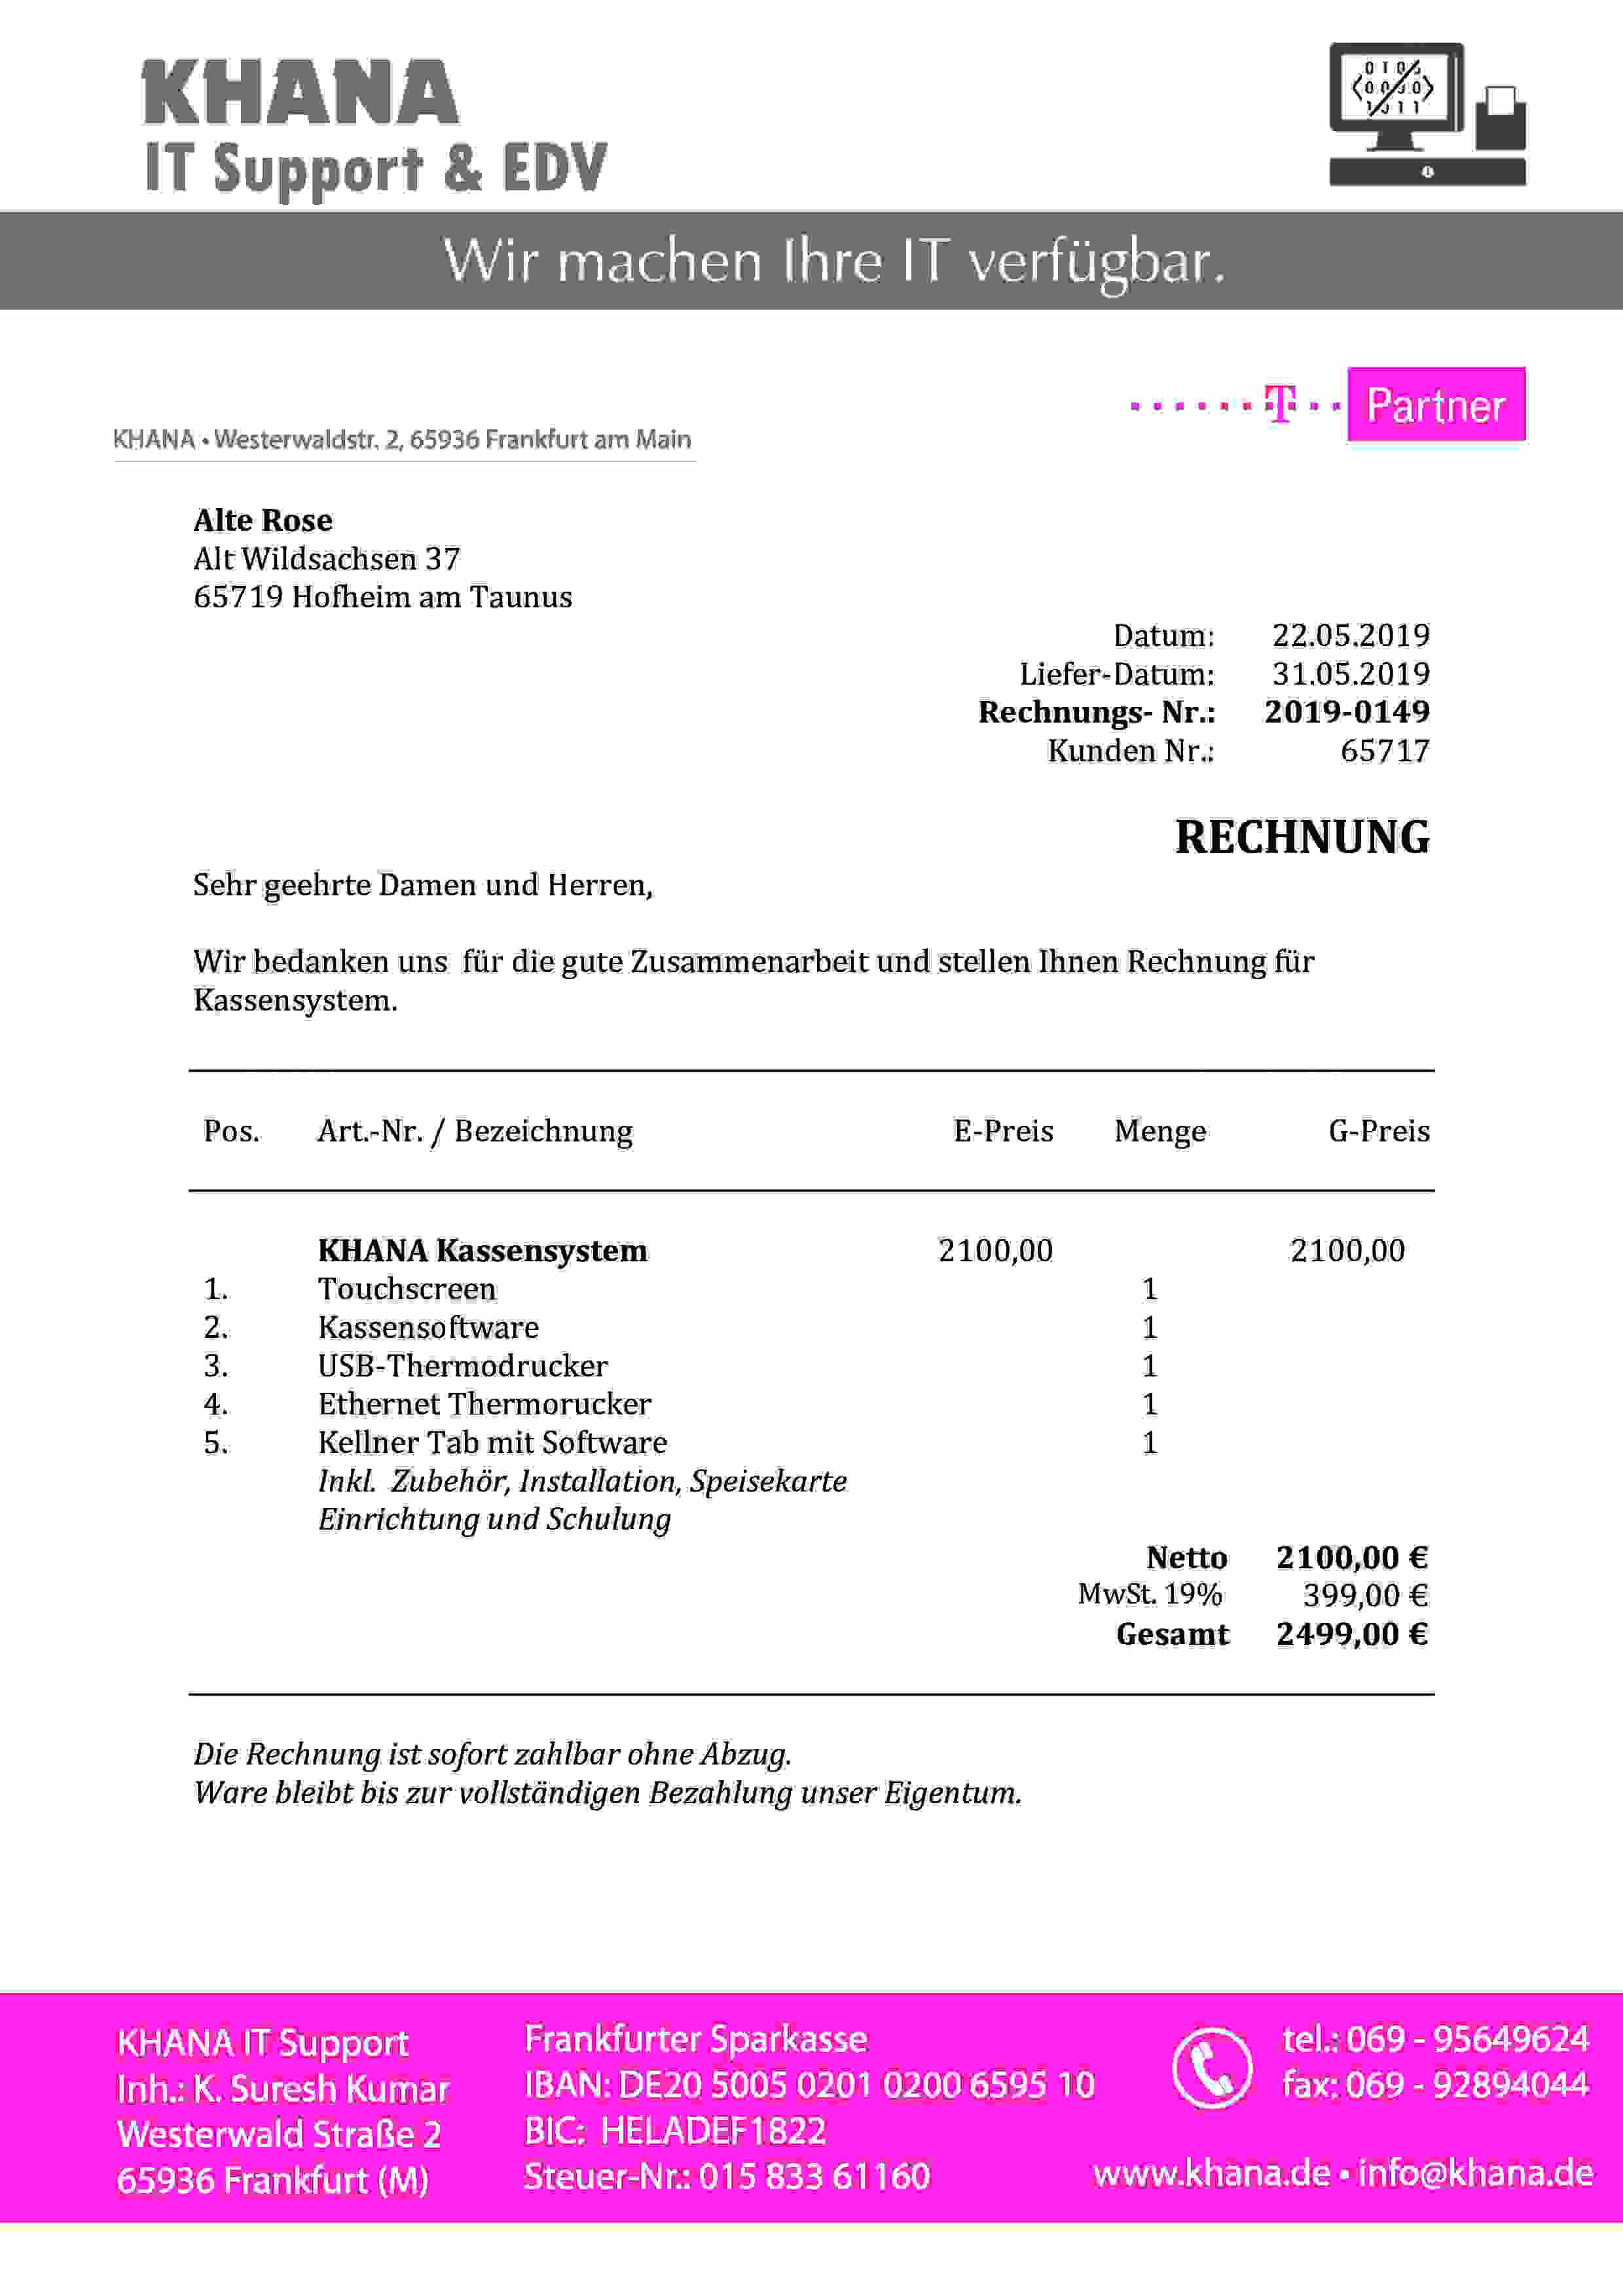 KHANA
IT Support & EDV
Wir machen Ihre IT verfügbar.
T Partner
KHANA • Westerwaldstr. 2, 65936 Frankfurt am Main
Alte Rose
Alt Wildsachsen 37
65719 Hofheim am Taunus
Datum: 22.05.2019
Liefer-Datum: 31.05.2019
Rechnungs- Nr.: 2019-0149
Kunden Nr.: 65717
RECHNUNG
Sehr geehrte Damen und Herren,
Wir bedanken uns für die gute Zusammenarbeit und stellen Ihnen Rechnung für
Kassensystem.
Pos. Art.-Nr. / Bezeichnung E-Preis Menge G-Preis
KHANA Kassensystem 2100,00 2100,00
1. Touchscreen 1
2. Kassensoftware 1
3. USB-Thermodrucker 1
4. Ethernet Thermorucker 1
5. Kellner Tab mit Software 1
Inkl. Zubehör, Installation, Speisekarte
Einrichtung und Schulung
Netto 2100,00 €
MwSt. 19% 399,00 €
Gesamt 2499,00 €
Die Rechnung ist sofort zahlbar ohne Abzug.
Ware bleibt bis zur vollständigen Bezahlung unser Eigentum.
KHANA IT Support
Inh.: K. Suresh Kumar
Westerwald Straße 2
65936 Frankfurt (M)
Frankfurter Sparkasse
IBAN: DE20 5005 0201 0200 6595 10
BIC: HELADEF1822
Steuer-Nr.: 015 833 61160
tel.: 069 - 95649624
fax: 069 - 92894044
www.khana.de • info@khana.de